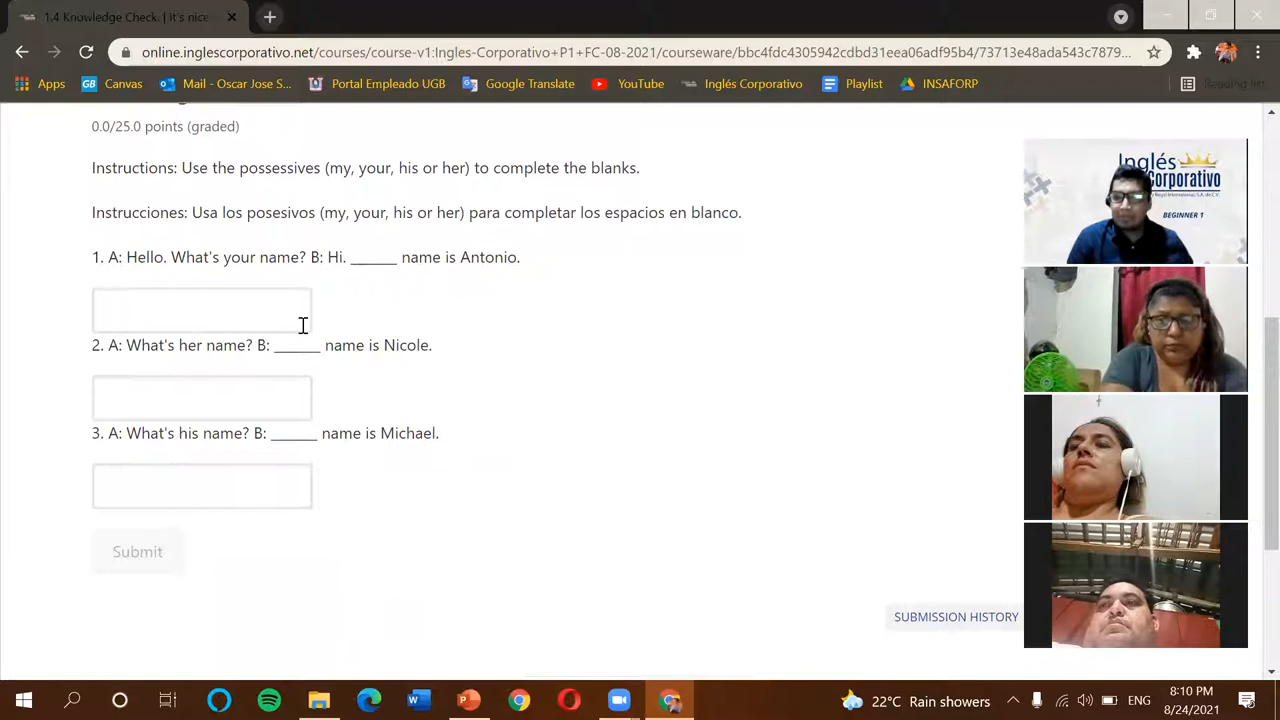 1.4 Knowledge Check. | It's nice
online.inglescorporativo.net/courses/course-v1:Ingles-Corporativo+P1+FC-08-2021/courseware/bbc4fdc4305942cdbd31eea06adf95b4/73713e48ada543c7879...
Apps Canvas Mail - Oscar Jose S... Portal Empleado UGB Google Translate YouTube Inglés Corporativo Playlist INSAFORP Reading list
0.0/25.0 points (graded)
Instructions: Use the possessives (my, your, his or her) to complete the blanks.
Instrucciones: Usa los posesivos (my, your, his or her) para completar los espacios en blanco.
1. A: Hello. What's your name? B: Hi. ______ name is Antonio.
2. A: What's her name? B: ______ name is Nicole.
3. A: What's his name? B: ______ name is Michael.
Submit
SUBMISSION HISTORY
Inglés
Corporativo
BEGINNER 1
22°C Rain showers ENG
8:10 PM
8/24/2021